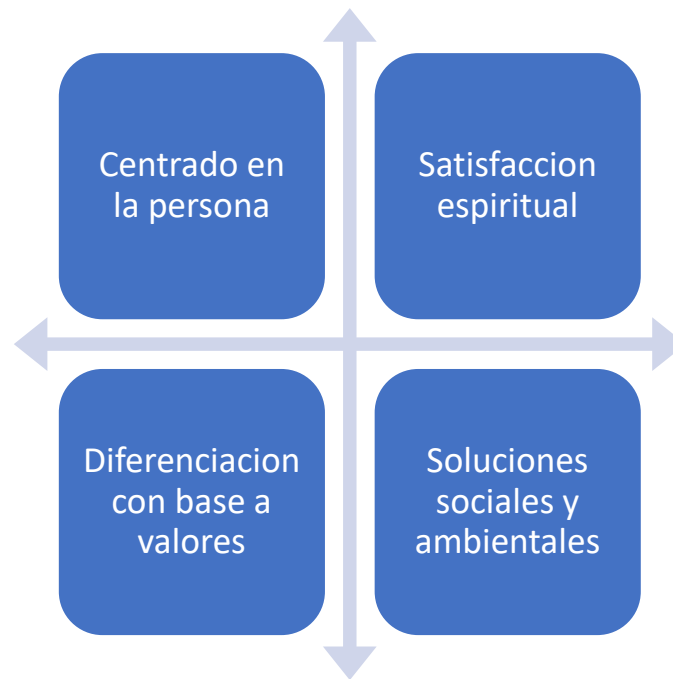 Centrado en
la persona
Satisfaccion
espiritual
Diferenciacion
con base a
valores
Soluciones
sociales y
ambientales